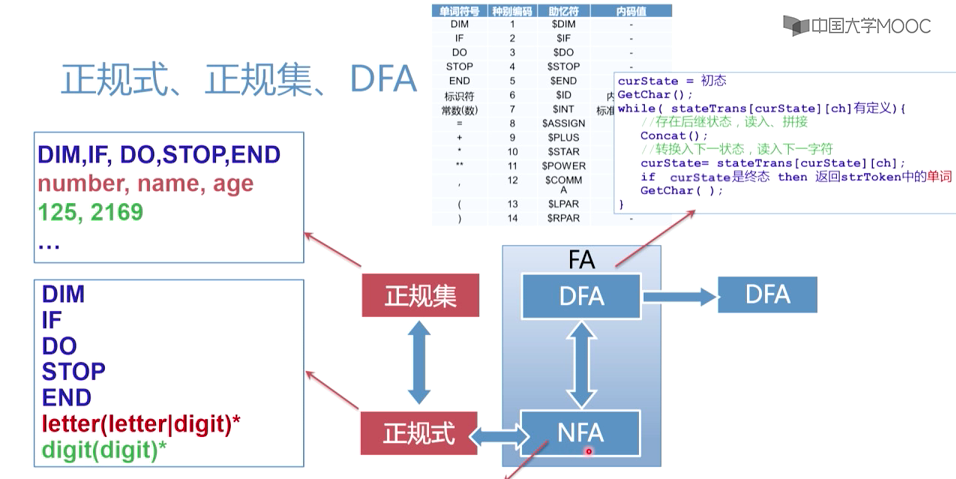 中国大学MOOC
正规式、正规集、DFA
单词符号 种别编码 助忆符 内码值
DIM 1 $DIM -
IF 2 $IF -
DO 3 $DO -
STOP 4 $STOP -
END 5 $END -
标识符 6 $ID 内
常数(数) 7 $INT 标准
= 8 $ASSIGN
+ 9 $PLUS
* 10 $STAR
** 11 $POWER
, 12 $COMMA
( 13 $LPAR
) 14 $RPAR -
curState = 初态
GetChar();
while( stateTrans[curState][ch]有定义){
//存在后继状态，读入、拼接
Concat();
//转换入下一状态，读入下一字符
curState= stateTrans[curState][ch];
if curState是终态 then 返回strToken中的单词
GetChar( );
}
DIM,IF, DO,STOP,END
number, name, age
125, 2169
…
DIM
IF
DO
STOP
END
letter(letter|digit)*
digit(digit)*
正规集
正规式
FA
DFA
NFA
DFA